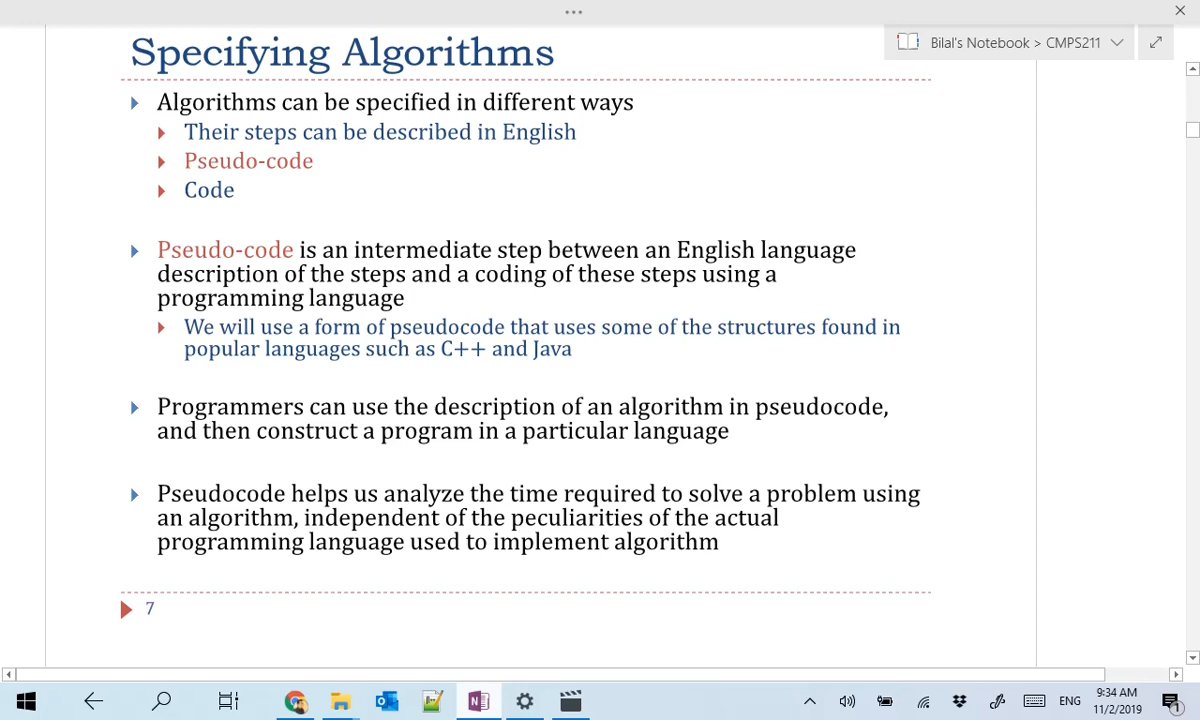 Specifying Algorithms
Bilal's Notebook > CMPS211
Algorithms can be specified in different ways
Their steps can be described in English
Pseudo-code
Code
Pseudo-code is an intermediate step between an English language
description of the steps and a coding of these steps using a
programming language
We will use a form of pseudocode that uses some of the structures found in
popular languages such as C++ and Java
Programmers can use the description of an algorithm in pseudocode,
and then construct a program in a particular language
Pseudocode helps us analyze the time required to solve a problem using
an algorithm, independent of the peculiarities of the actual
programming language used to implement algorithm
7
ENG
9:34 AM
11/2/2019
1